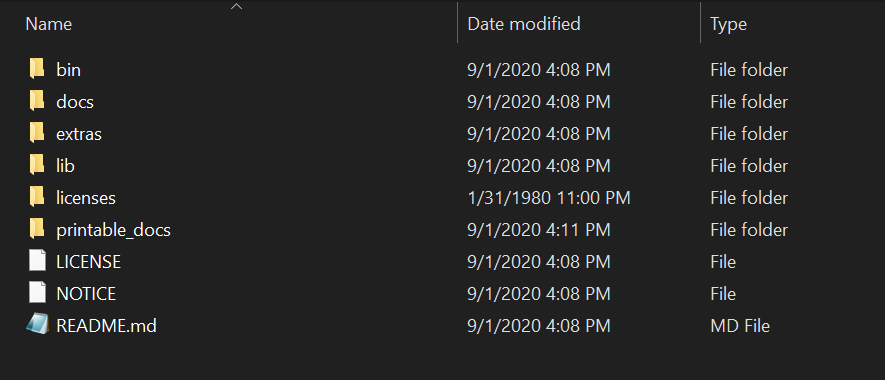 Name Date modified Type
bin 9/1/2020 4:08 PM File folder
docs 9/1/2020 4:08 PM File folder
extras 9/1/2020 4:08 PM File folder
lib 9/1/2020 4:08 PM File folder
licenses 1/31/1980 11:00 PM File folder
printable_docs 9/1/2020 4:11 PM File folder
LICENSE 9/1/2020 4:08 PM File
NOTICE 9/1/2020 4:08 PM File
README.md 9/1/2020 4:08 PM MD File